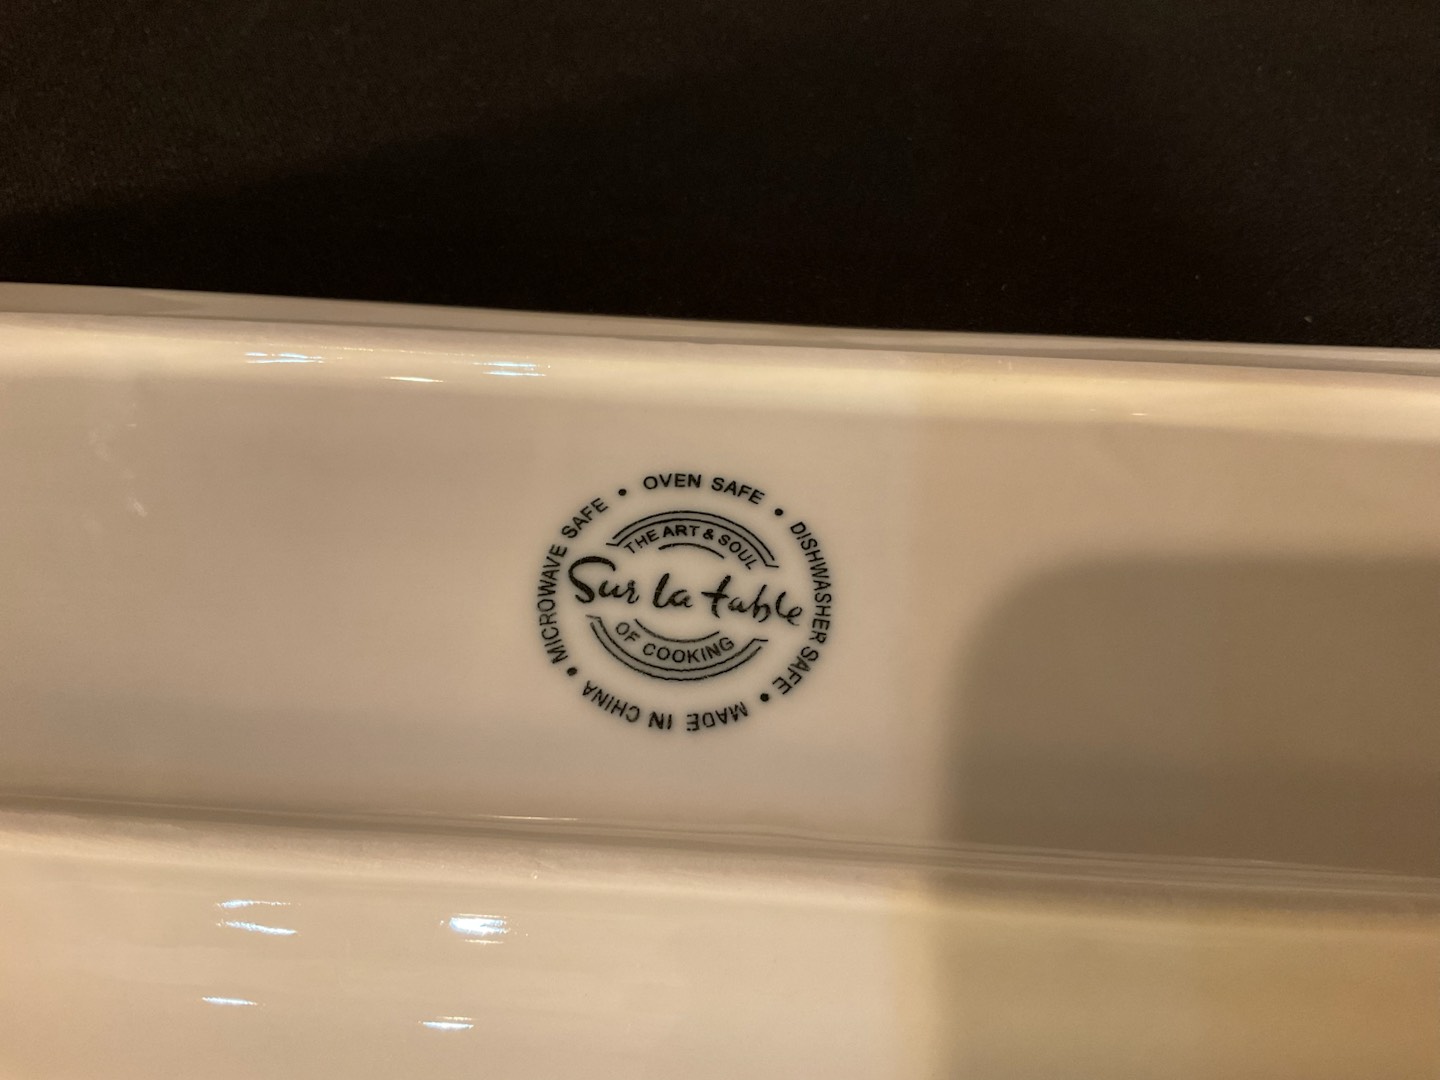 MICROWAVE SAFE • OVEN SAFE • DISHWASHER SAFE • MADE IN CHINA •
THE ART & SOUL
Sur la table
OF COOKING